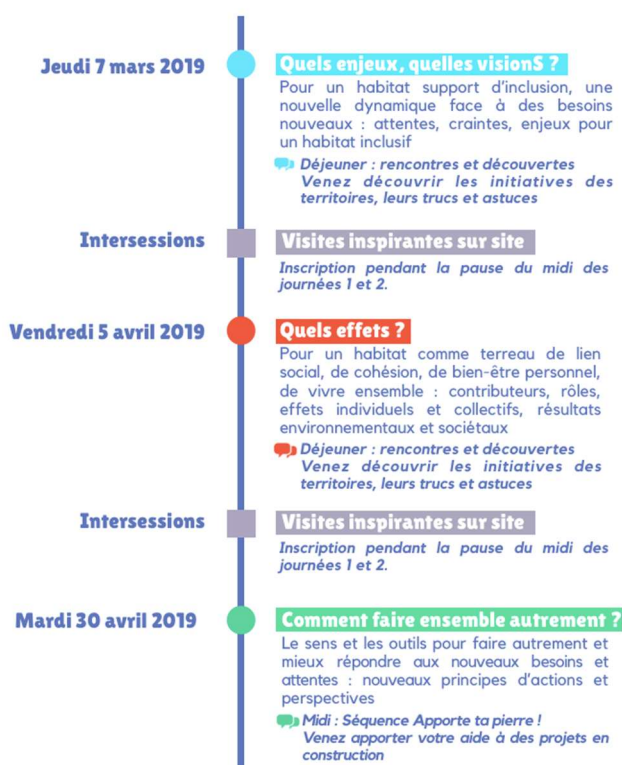 Jeudi 7 mars 2019
Quels enjeux, quelles visionS ?
Pour un habitat support d'inclusion, une
nouvelle dynamique face à des besoins
nouveaux : attentes, craintes, enjeux pour
un habitat inclusif
Déjeuner : rencontres et découvertes
Venez découvrir les initiatives des
territoires, leurs trucs et astuces
Intersessions
Visites inspirantes sur site
Inscription pendant la pause du midi des
journées 1 et 2.
Vendredi 5 avril 2019
Quels effets ?
Pour un habitat comme terreau de lien
social, de cohésion, de bien-être personnel,
de vivre ensemble : contributeurs, rôles,
effets individuels et collectifs, résultats
environnementaux et sociétaux
Déjeuner : rencontres et découvertes
Venez découvrir les initiatives des
territoires, leurs trucs et astuces
Intersessions
Visites inspirantes sur site
Inscription pendant la pause du midi des
journées 1 et 2.
Mardi 30 avril 2019
Comment faire ensemble autrement ?
Le sens et les outils pour faire autrement et
mieux répondre aux nouveaux besoins et
attentes : nouveaux principes d'actions et
perspectives
Midi : Séquence Apporte ta pierre !
Venez apporter votre aide à des projets en
construction